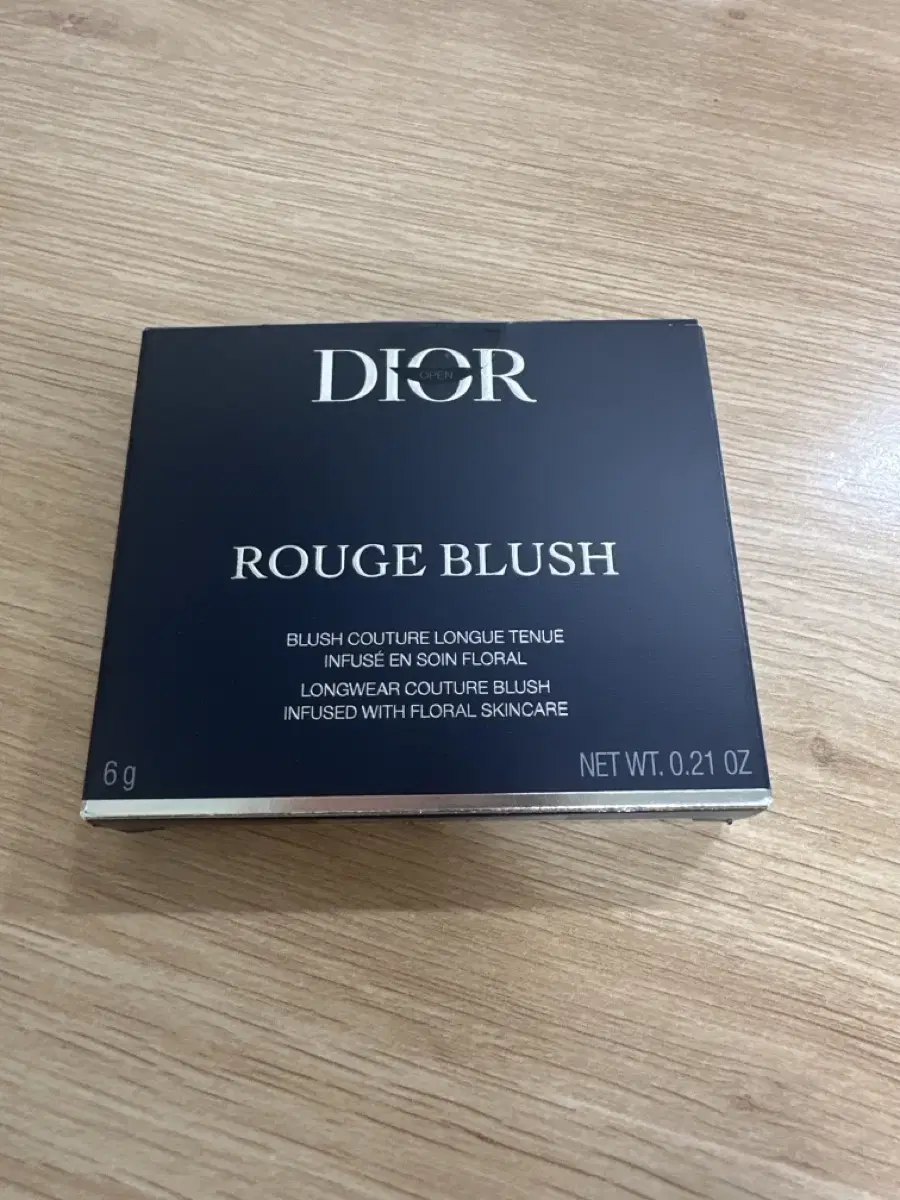 DIOR
OPEN
ROUGE BLUSH
BLUSH COUTURE LONGUE TENUE
INFUSÉ EN SOIN FLORAL
LONGWEAR COUTURE BLUSH
INFUSED WITH FLORAL SKINCARE
6 g
NET WT. 0.21 OZ